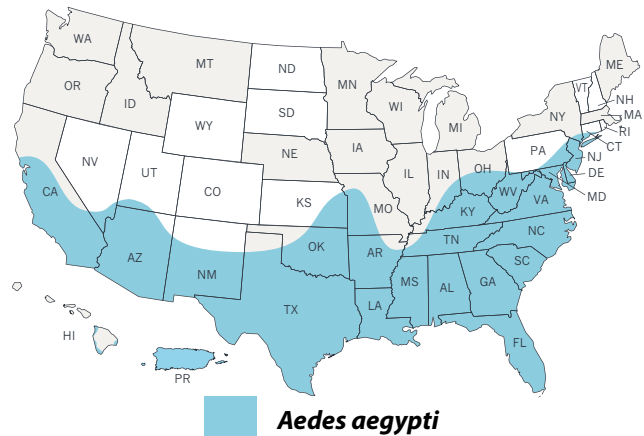 WA
MT
ND
MN
ME
OR
ID
SD
WI
MI
NY
VT
NH
MA
RI
CT
WY
IA
NE
PA
NJ
NV
UT
CO
IL
IN
OH
DE
MD
CA
KS
MO
KY
WV
VA
AZ
NM
OK
AR
TN
NC
SC
MS
AL
GA
TX
LA
FL
HI
PR
Aedes aegypti